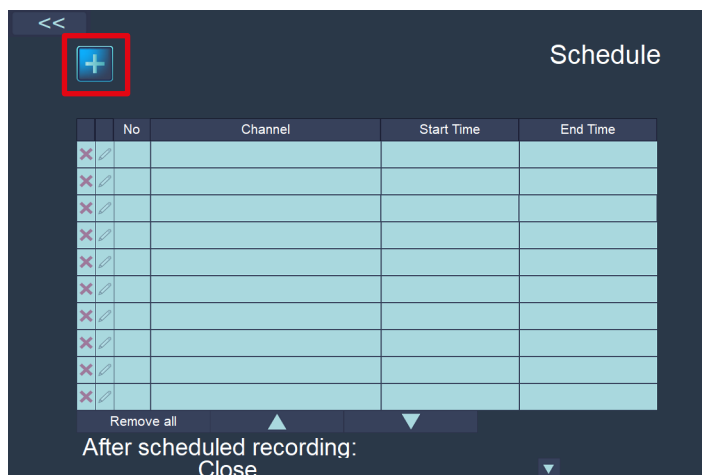 <<
Schedule
No Channel Start Time End Time
Remove all
After scheduled recording:
Close